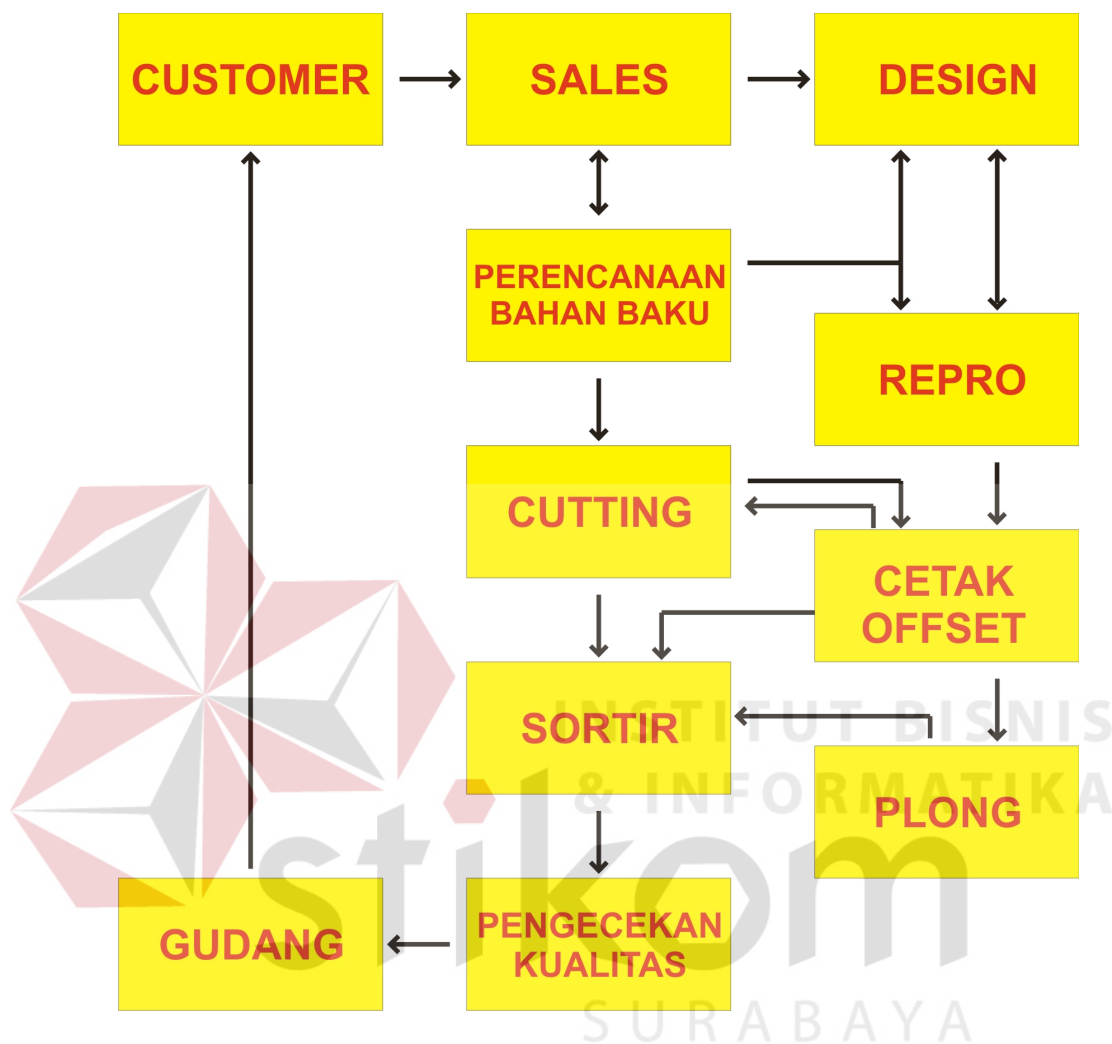 CUSTOMER
SALES
DESIGN
PERENCANAAN
BAHAN BAKU
REPRO
CUTTING
CETAK
OFFSET
SORTIR
INSTITUT BISNIS
& INFORMATIKA
PLONG
stikom
GUDANG
PENGECEKAN
KUALITAS
SURABAYA